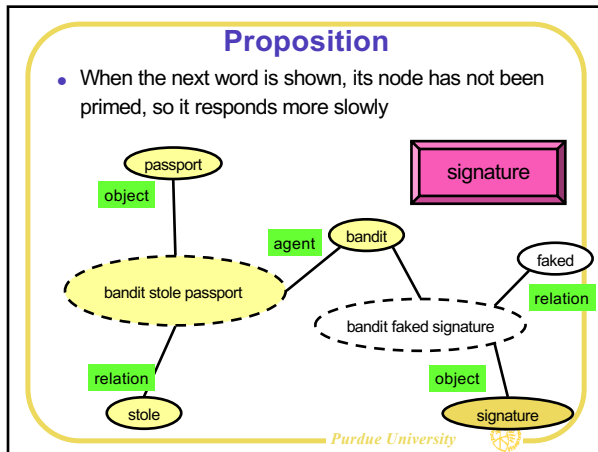 Proposition
• When the next word is shown, its node has not been
primed, so it responds more slowly
passport
signature
object
agent
bandit
faked
bandit stole passport
relation
bandit faked signature
relation
object
stole
signature
Purdue University